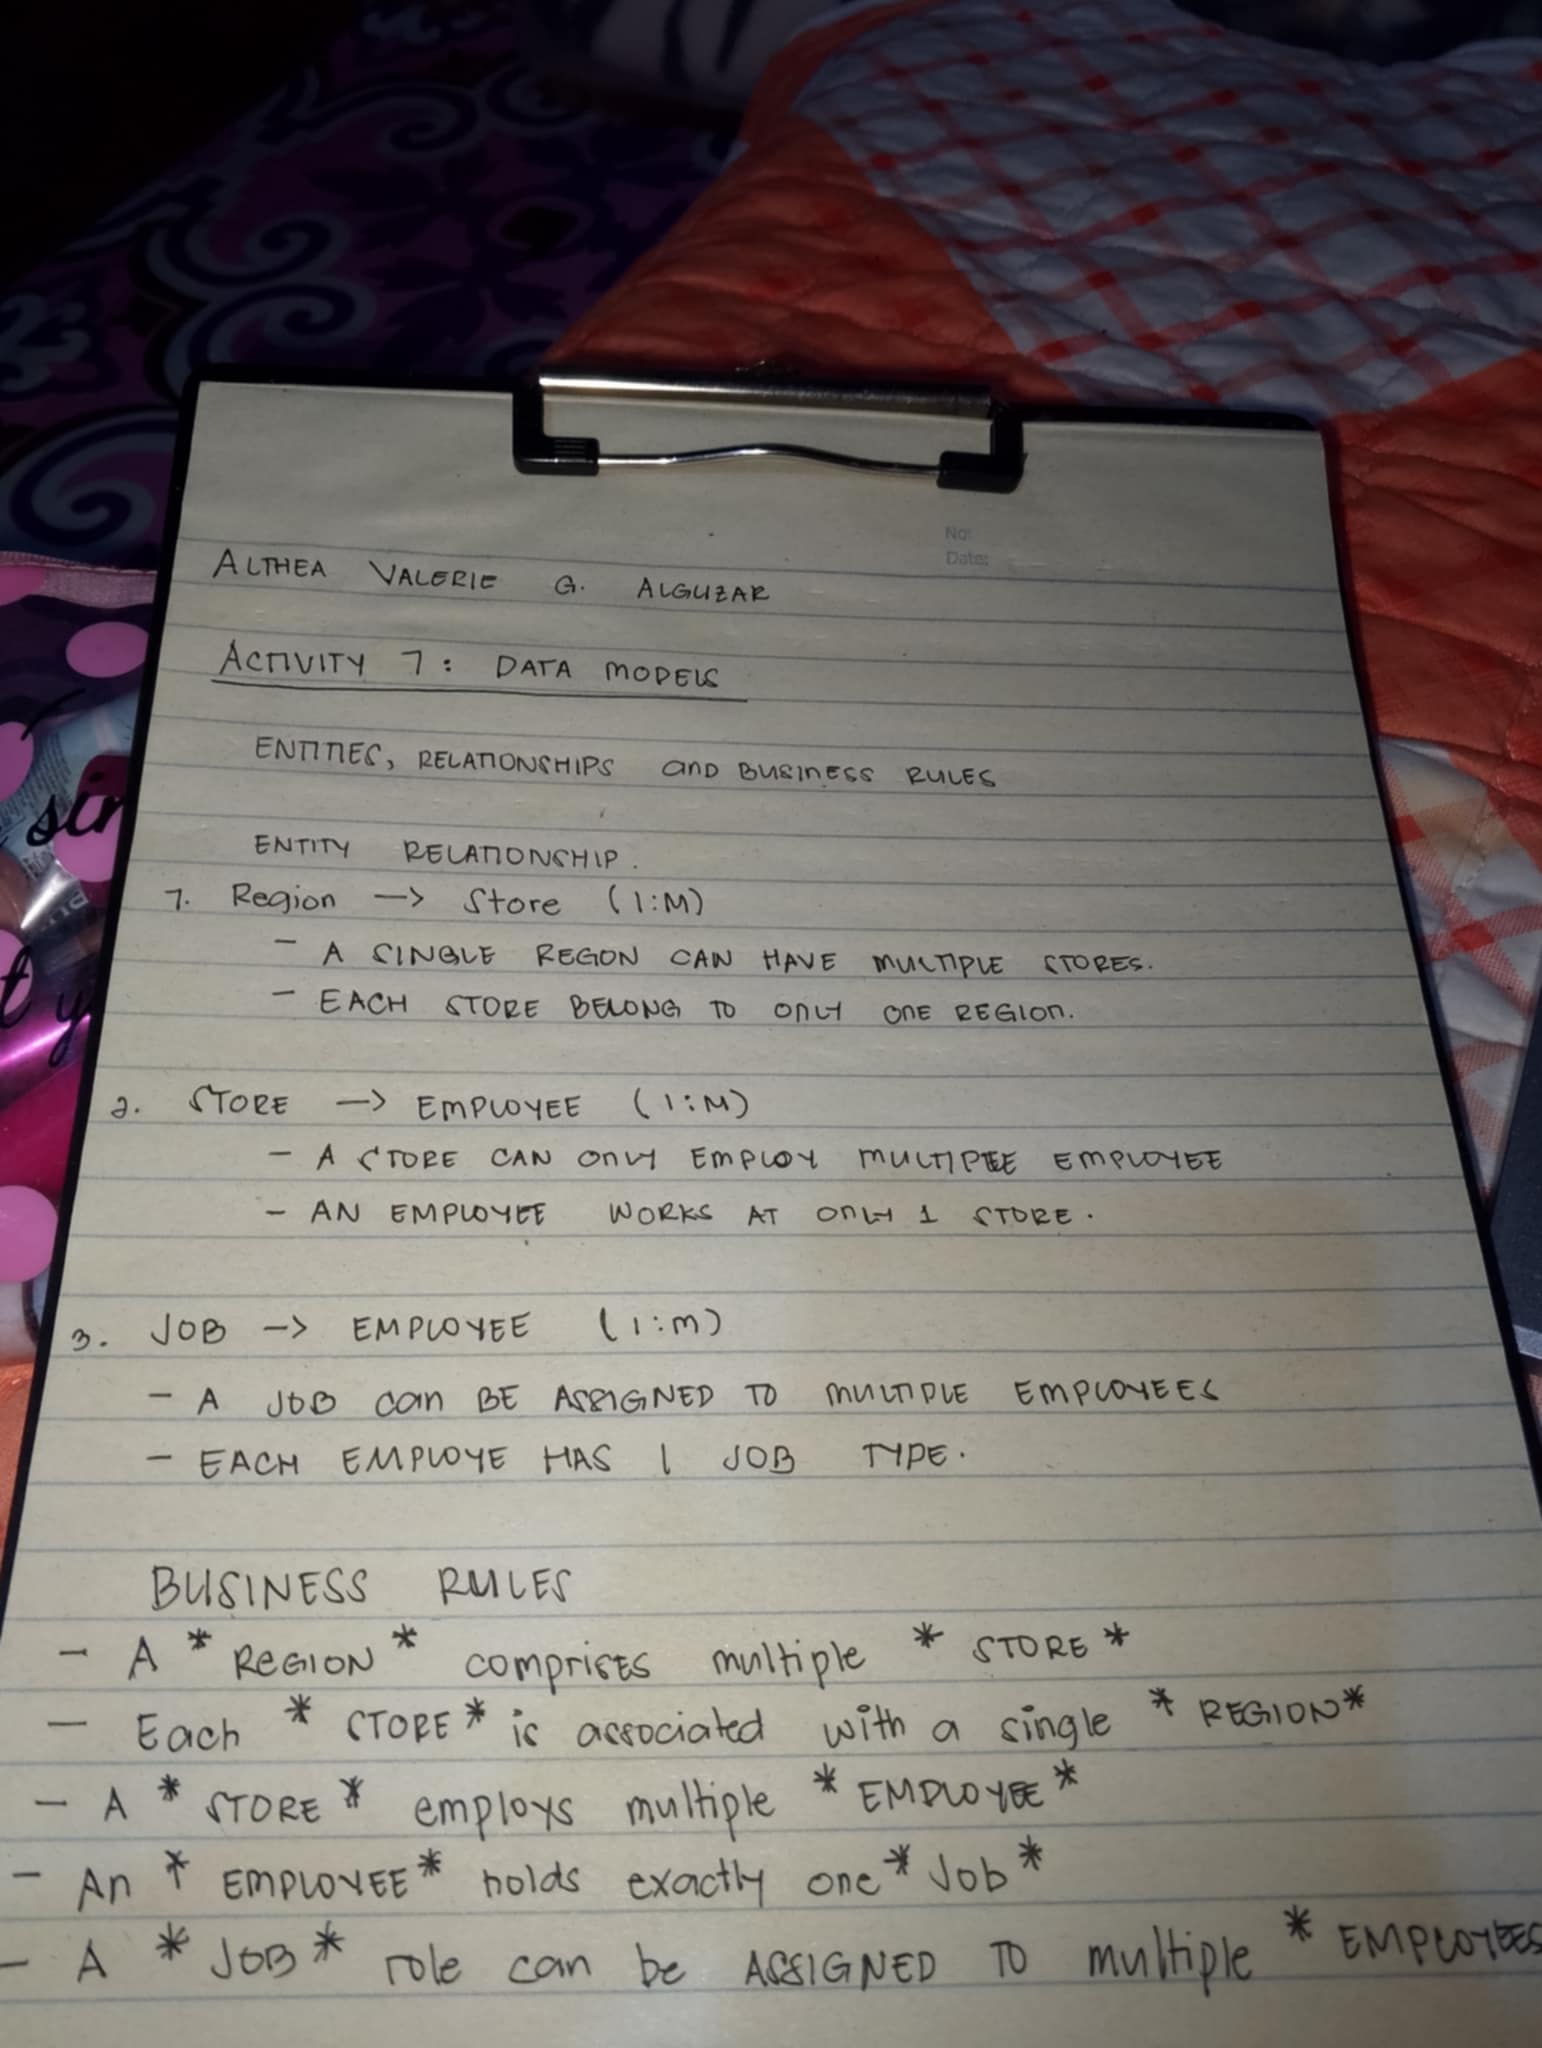 No:
Date:
ALTHEA VALERIE G. ALGUZAR
ACTIVITY 7: DATA MODELS
ENTITIES, RELATIONSHIPS and BUSINESS RULES
ENTITY RELATIONSHIP.
1. Region -> Store (1:M)
- A SINGLE REGON CAN HAVE MULTIPLE STORES.
- EACH STORE BELONG TO ONLY ONE REGION.
2. STORE -> EMPLOYEE (1:M)
- A STORE CAN ONLY EMPLOY MULTIPLE EMPLOYEE
- AN EMPLOYEE WORKS AT ONLY 1 STORE.
3. JOB -> EMPLOYEE (1:M)
- A JOB can BE ASSIGNED TO MULTIPLE EMPLOYEES
- EACH EMPLOYE HAS 1 JOB TYPE.
BUSINESS RULES
- A * REGION * comprises multiple * STORE *
- Each * STORE * is associated with a single * REGION *
- A * STORE * employs multiple * EMPLOYEE *
- An * EMPLOYEE * holds exactly one * Job *
- A * JOB * role can be ASSIGNED TO multiple * EMPLOYEES
sin
t y